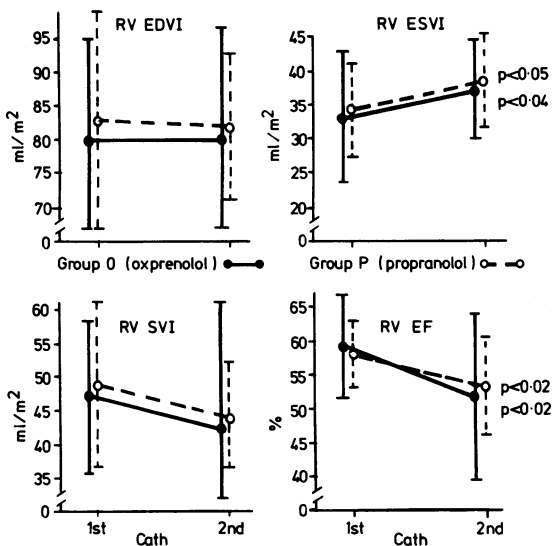 RV EDVI
95
90
85
80
75
70
0
ml/m²
RV ESVI
45
40
35
30
25
20
0
ml/m²
p<0.05
p<0.04
Group O (oxprenolol)
Group P (propranolol)
RV SVI
60
55
50
45
40
35
0
ml/m²
1st
2nd
Cath
RV EF
65
60
55
50
45
40
0
%
p<0.02
p<0.02
1st
2nd
Cath